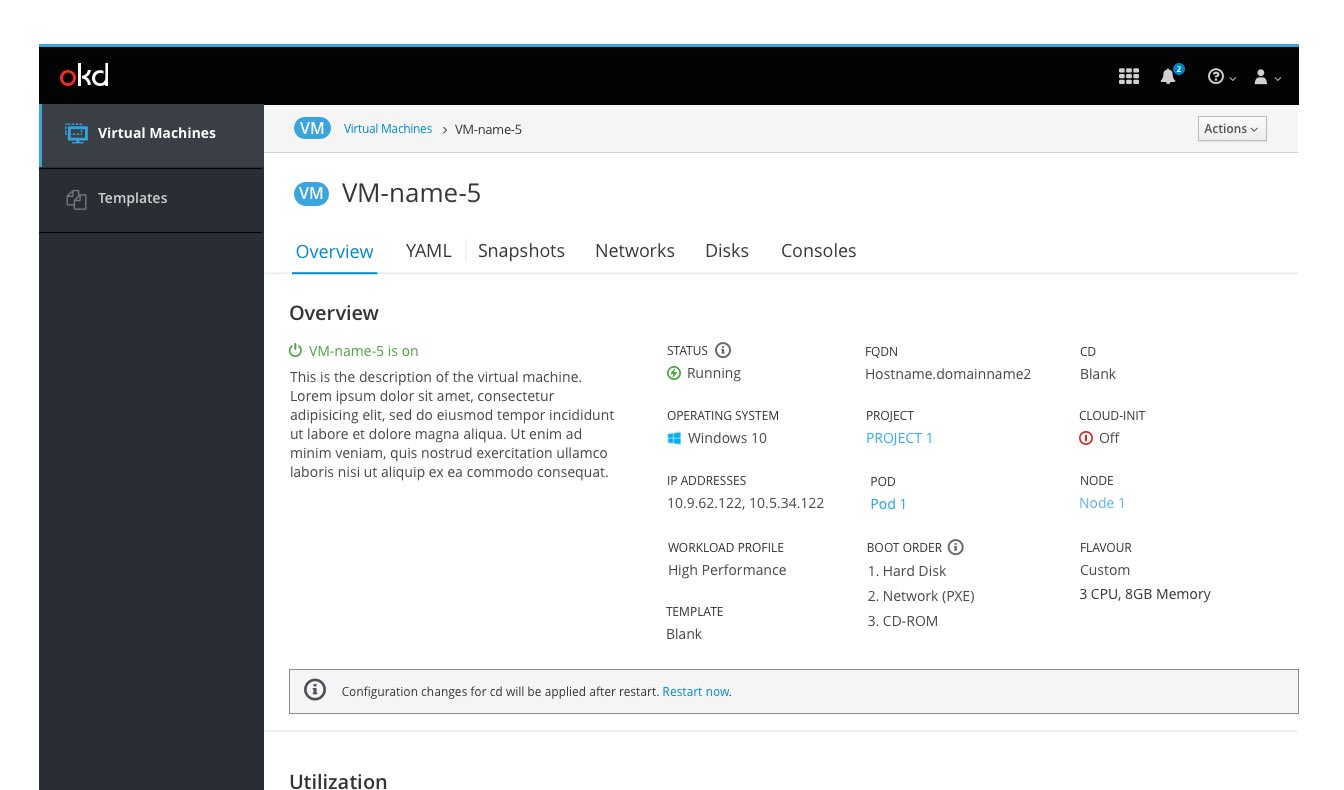 okd
2
Virtual Machines
Templates
VM Virtual Machines > VM-name-5
Actions
VM VM-name-5
Overview YAML Snapshots Networks Disks Consoles
Overview
VM-name-5 is on
This is the description of the virtual machine.
Lorem ipsum dolor sit amet, consectetur
adipisicing elit, sed do eiusmod tempor incididunt
ut labore et dolore magna aliqua. Ut enim ad
minim veniam, quis nostrud exercitation ullamco
laboris nisi ut aliquip ex ea commodo consequat.
STATUS
Running
FQDN
Hostname.domainname2
CD
Blank
OPERATING SYSTEM
Windows 10
PROJECT
PROJECT 1
CLOUD-INIT
Off
IP ADDRESSES
10.9.62.122, 10.5.34.122
POD
Pod 1
NODE
Node 1
WORKLOAD PROFILE
High Performance
BOOT ORDER
1. Hard Disk
2. Network (PXE)
3. CD-ROM
FLAVOUR
Custom
3 CPU, 8GB Memory
TEMPLATE
Blank
Configuration changes for cd will be applied after restart. Restart now.
Utilization